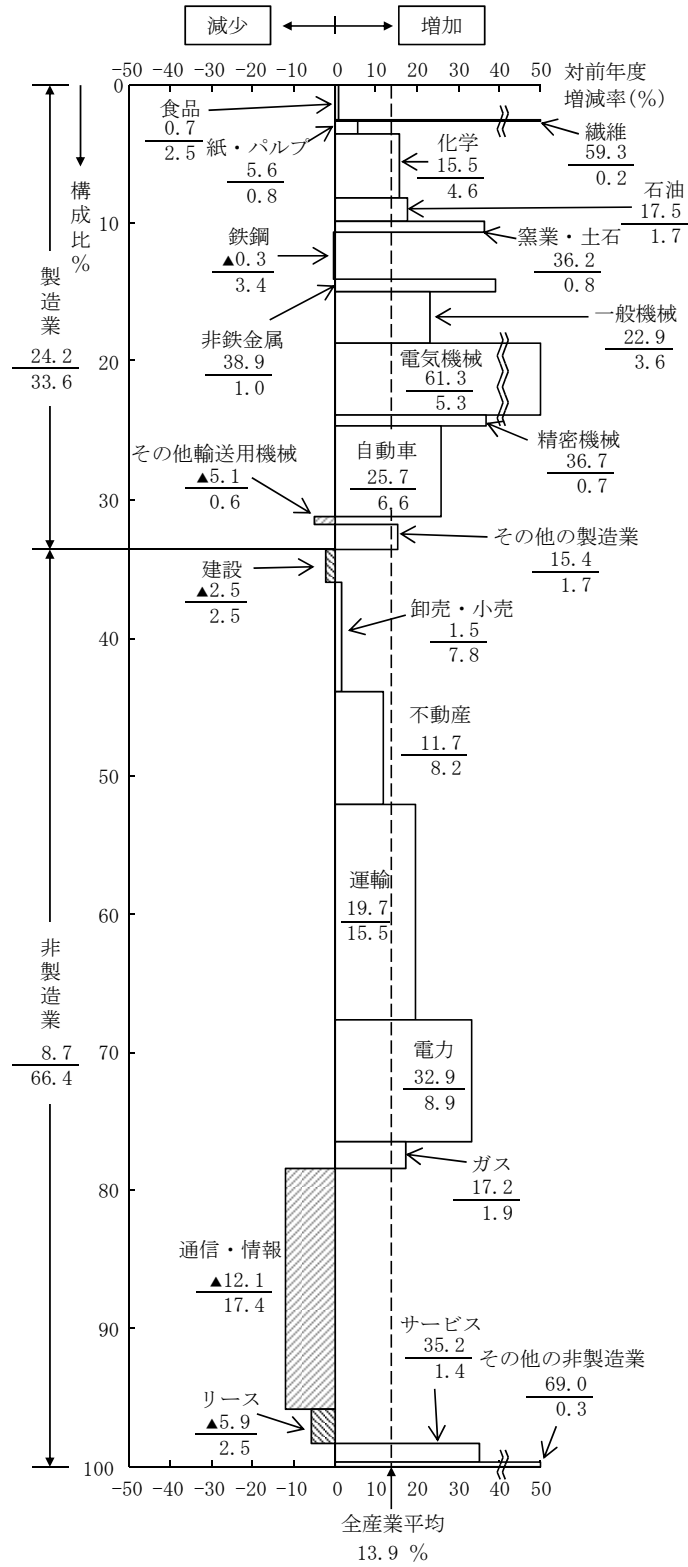 減少 増加
-50 -40 -30 -20 -10 0 10 20 30 40 50
対前年度
増減率(%)
0
10
20
30
40
50
60
70
80
90
100
構成比%
製造業
24.2
33.6
食品
0.7
2.5
紙・パルプ
5.6
0.8
繊維
59.3
0.2
化学
15.5
4.6
石油
17.5
1.7
窯業・土石
36.2
0.8
鉄鋼
▲0.3
3.4
非鉄金属
38.9
1.0
一般機械
22.9
3.6
電気機械
61.3
5.3
精密機械
36.7
0.7
自動車
25.7
6.6
その他輸送用機械
▲5.1
0.6
その他の製造業
15.4
1.7
非製造業
8.7
66.4
建設
▲2.5
2.5
卸売・小売
1.5
7.8
不動産
11.7
8.2
運輸
19.7
15.5
電力
32.9
8.9
ガス
17.2
1.9
通信・情報
▲12.1
17.4
リース
▲5.9
2.5
サービス
35.2
1.4
その他の非製造業
69.0
0.3
-50 -40 -30 -20 -10 0 10 20 30 40 50
全産業平均
13.9 %